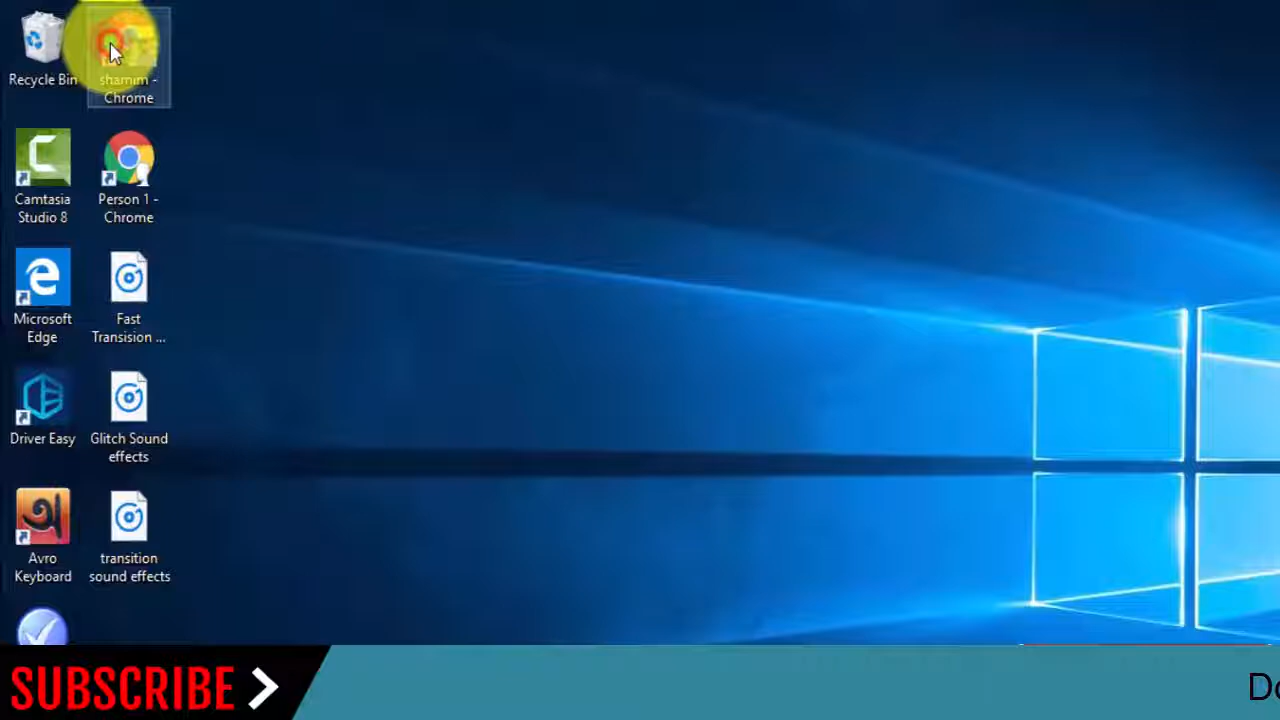 Recycle Bin
shamim -
Chrome
Camtasia
Studio 8
Person 1 -
Chrome
Microsoft
Edge
Fast
Transision ...
Driver Easy
Glitch Sound
effects
Avro
Keyboard
transition
sound effects
SUBSCRIBE